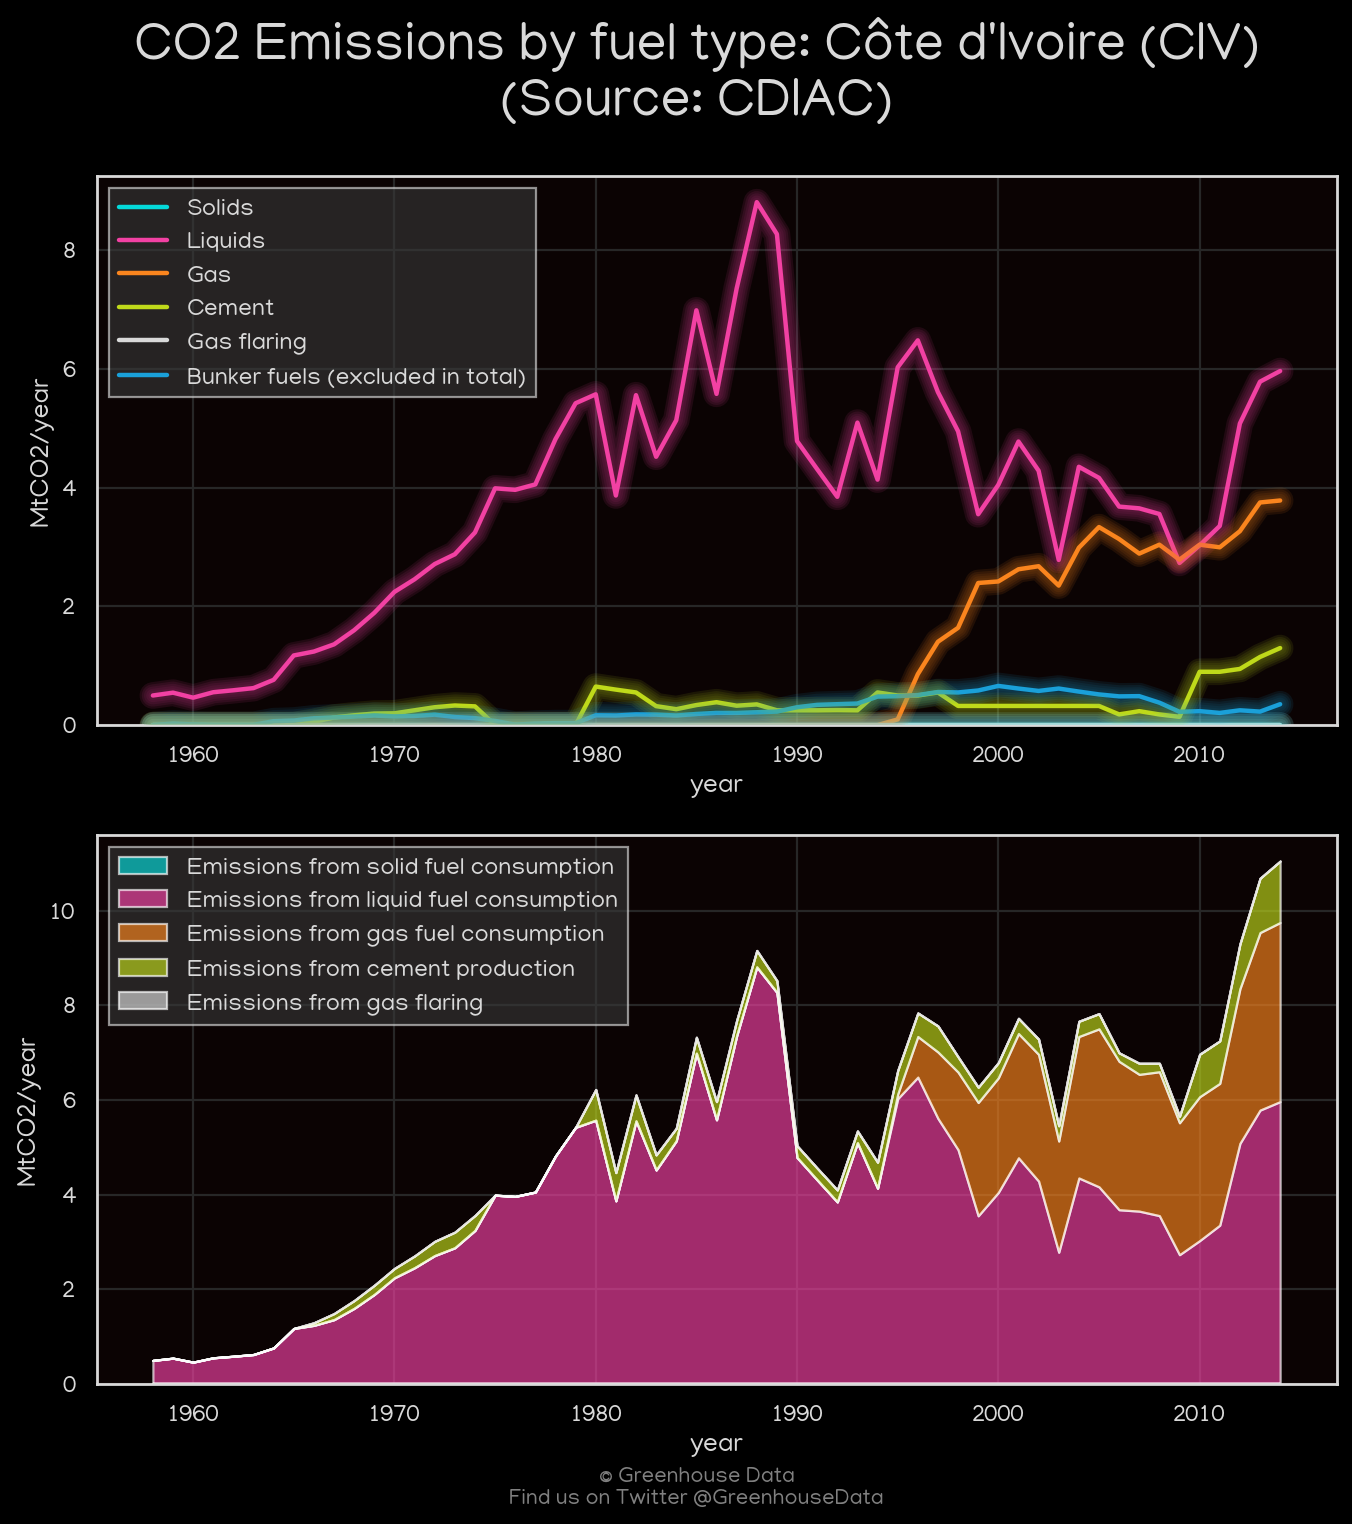 CO2 Emissions by fuel type: Côte d'Ivoire (CIV)
(Source: CDIAC)
Solids
Liquids
Gas
Cement
Gas flaring
Bunker fuels (excluded in total)
MtCO2/year
8
6
4
2
0
1960 1970 1980 1990 2000 2010
year
Emissions from solid fuel consumption
Emissions from liquid fuel consumption
Emissions from gas fuel consumption
Emissions from cement production
Emissions from gas flaring
MtCO2/year
10
8
6
4
2
0
1960 1970 1980 1990 2000 2010
year
© Greenhouse Data
Find us on Twitter @GreenhouseData